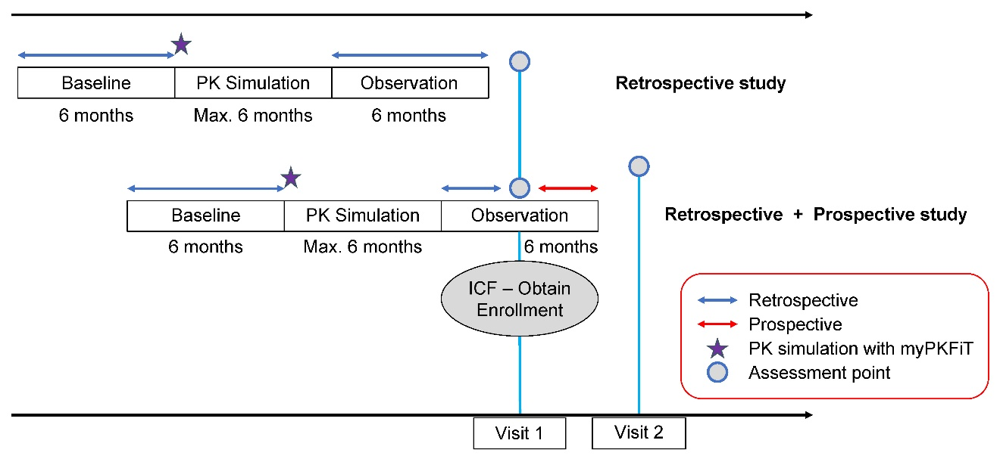 Baseline PK Simulation Observation
Retrospective study
6 months Max. 6 months 6 months
Baseline PK Simulation Observation
Retrospective + Prospective study
6 months Max. 6 months 6 months
ICF – Obtain
Enrollment
Retrospective
Prospective
PK simulation with myPKFiT
Assessment point
Visit 1
Visit 2